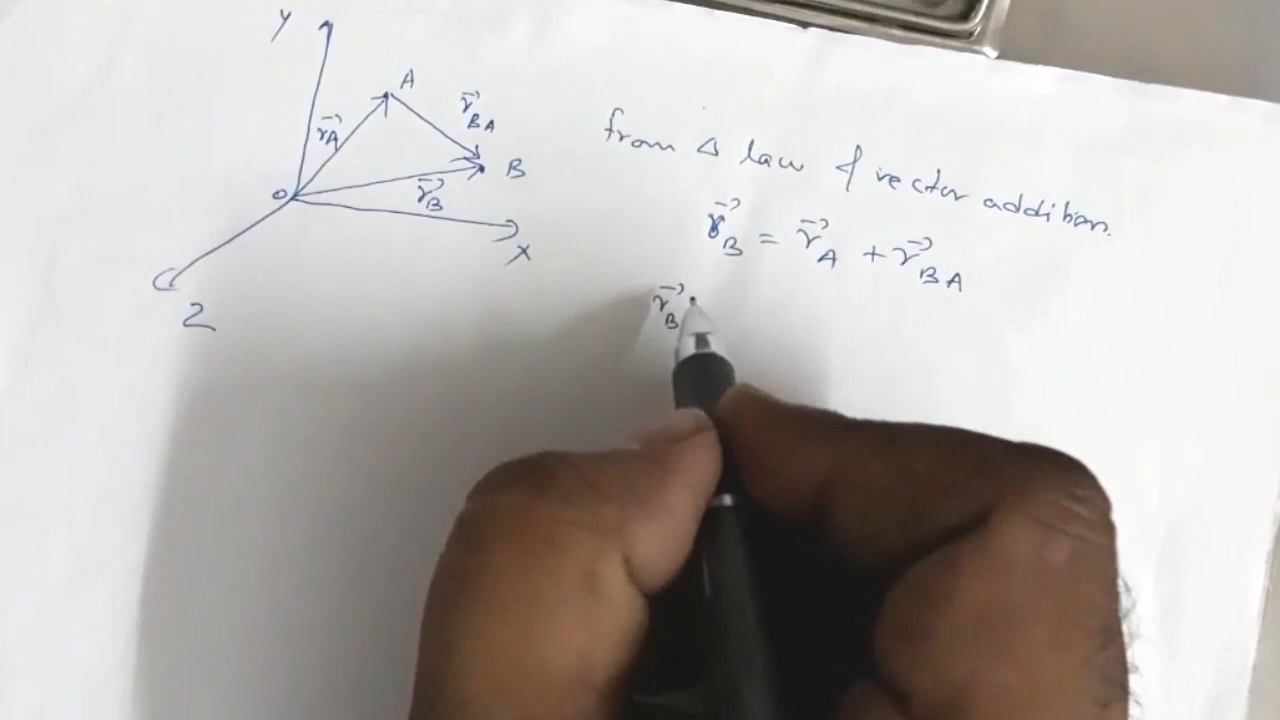 Y
A
r⃗A
r⃗BA
B
O
r⃗B
X
Z
from Δ law of vector addition.
r⃗B = r⃗A + r⃗BA
r⃗B